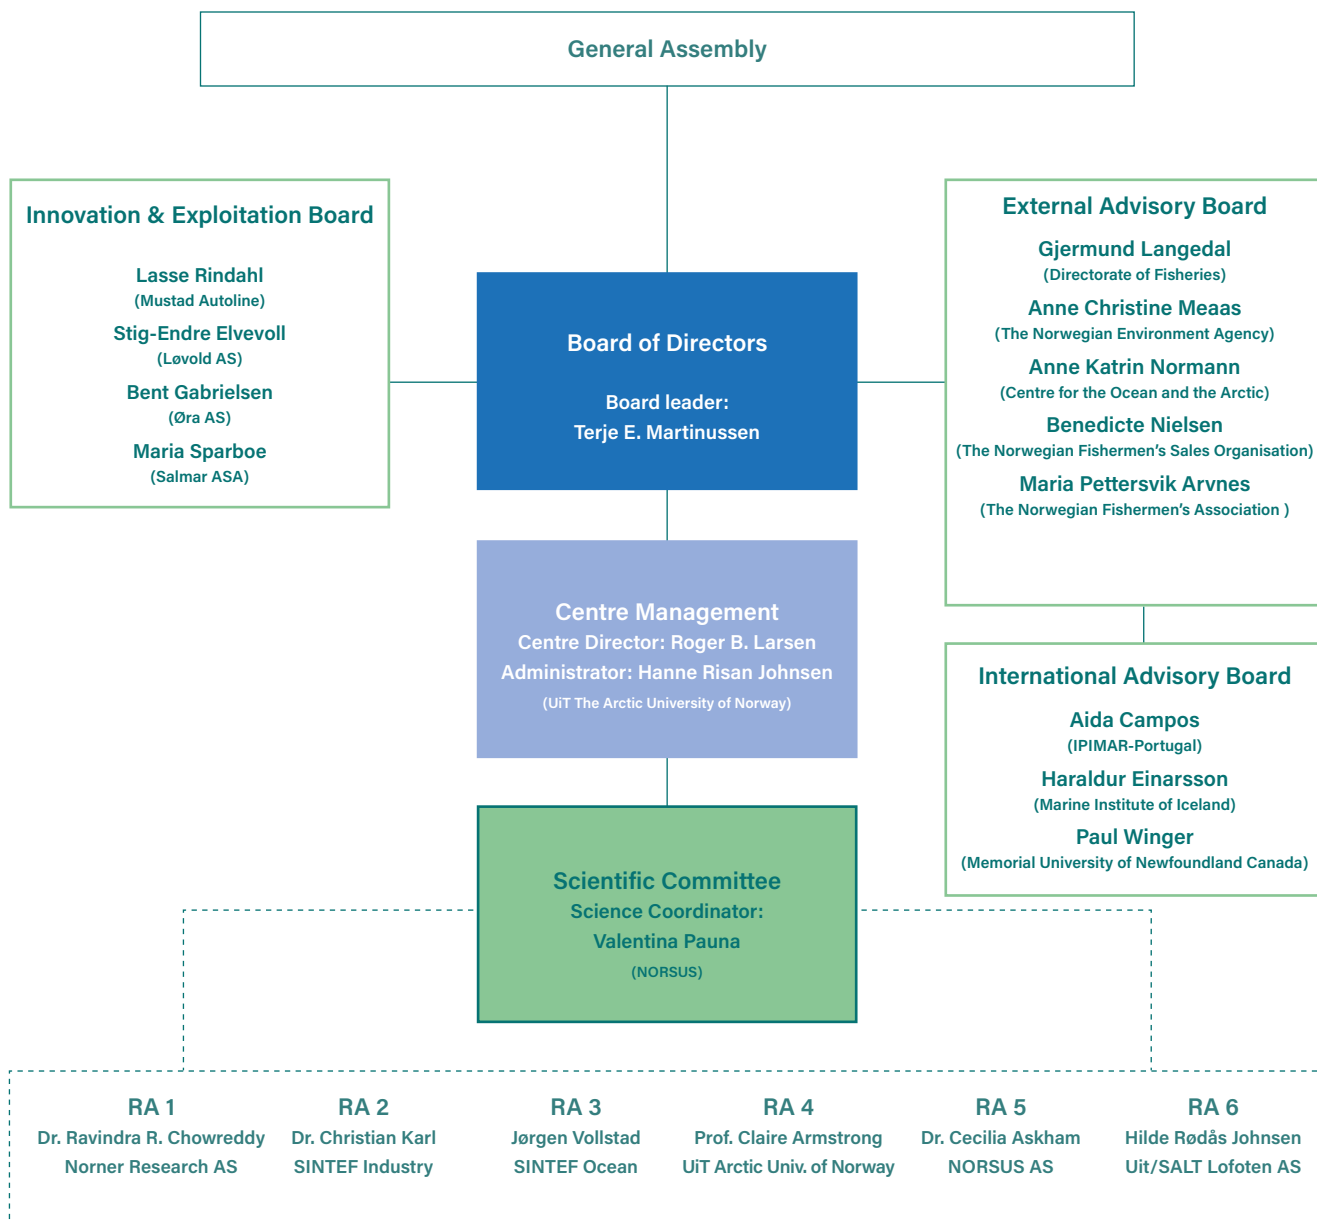 General Assembly
Innovation & Exploitation Board
Lasse Rindahl
(Mustad Autoline)
Stig-Endre Elvevoll
(Løvold AS)
Bent Gabrielsen
(Øra AS)
Maria Sparboe
(Salmar ASA)
Board of Directors
Board leader:
Terje E. Martinussen
External Advisory Board
Gjermund Langedal
(Directorate of Fisheries)
Anne Christine Meaas
(The Norwegian Environment Agency)
Anne Katrin Normann
(Centre for the Ocean and the Arctic)
Benedicte Nielsen
(The Norwegian Fishermen’s Sales Organisation)
Maria Pettersvik Arvnes
(The Norwegian Fishermen’s Association )
Centre Management
Centre Director: Roger B. Larsen
Administrator: Hanne Risan Johnsen
(UiT The Arctic University of Norway)
International Advisory Board
Aida Campos
(IPIMAR-Portugal)
Haraldur Einarsson
(Marine Institute of Iceland)
Paul Winger
(Memorial University of Newfoundland Canada)
Scientific Committee
Science Coordinator:
Valentina Pauna
(NORSUS)
RA 1
Dr. Ravindra R. Chowreddy
Norner Research AS
RA 2
Dr. Christian Karl
SINTEF Industry
RA 3
Jørgen Vollstad
SINTEF Ocean
RA 4
Prof. Claire Armstrong
UiT Arctic Univ. of Norway
RA 5
Dr. Cecilia Askham
NORSUS AS
RA 6
Hilde Rødås Johnsen
Uit/SALT Lofoten AS